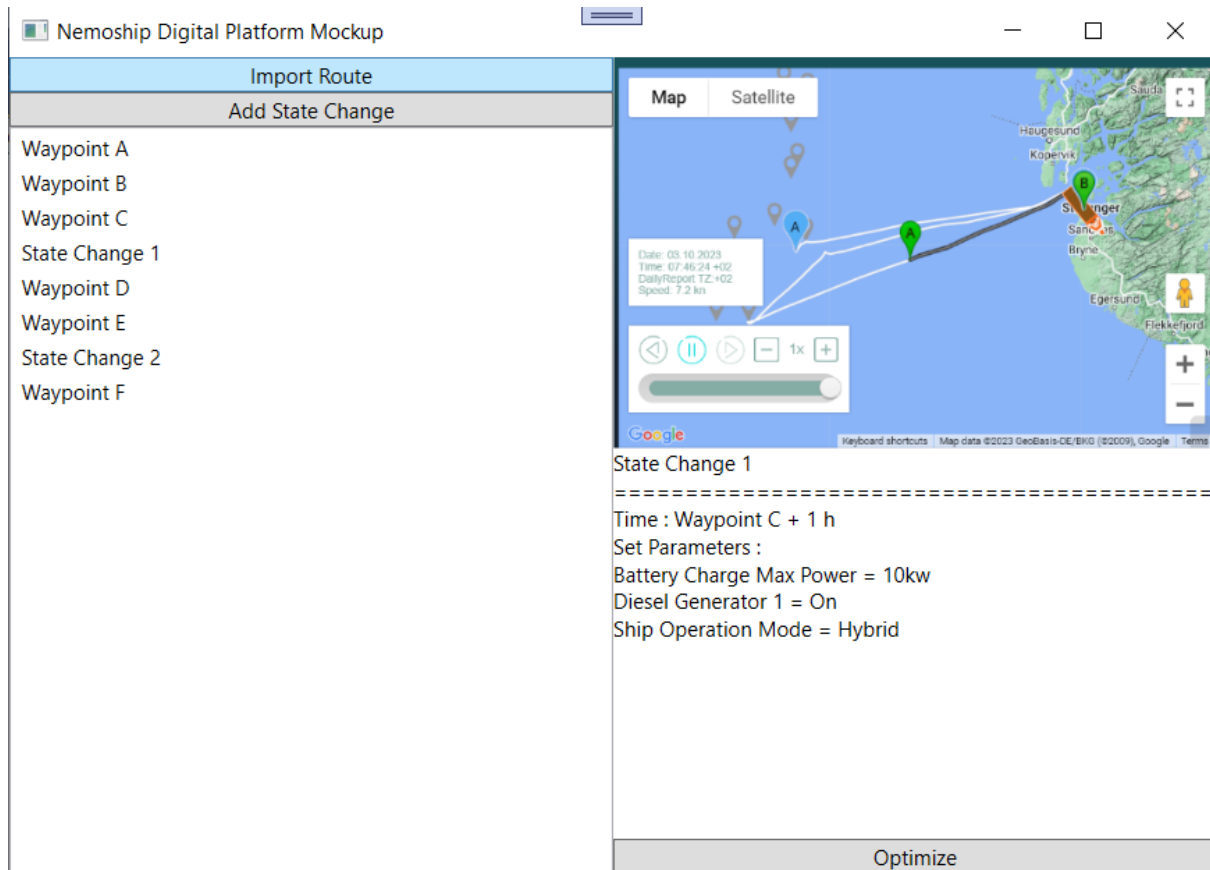 Nemoship Digital Platform Mockup
Import Route
Add State Change
Waypoint A
Waypoint B
Waypoint C
State Change 1
Waypoint D
Waypoint E
State Change 2
Waypoint F
Map Satellite
Sauda
Haugesund
Kopervik
B
A
A
Sandnes
Bryne
Egersund
Flekkefjord
Date: 03.10.2023
Time: 07:46:24 +02
DailyReport TZ:+02
Speed: 7.2 kn
1x
Google
Keyboard shortcuts Map data ©2023 GeoBasis-DE/BKG (©2009), Google Terms
State Change 1
==========================================
Time : Waypoint C + 1 h
Set Parameters :
Battery Charge Max Power = 10kw
Diesel Generator 1 = On
Ship Operation Mode = Hybrid
Optimize